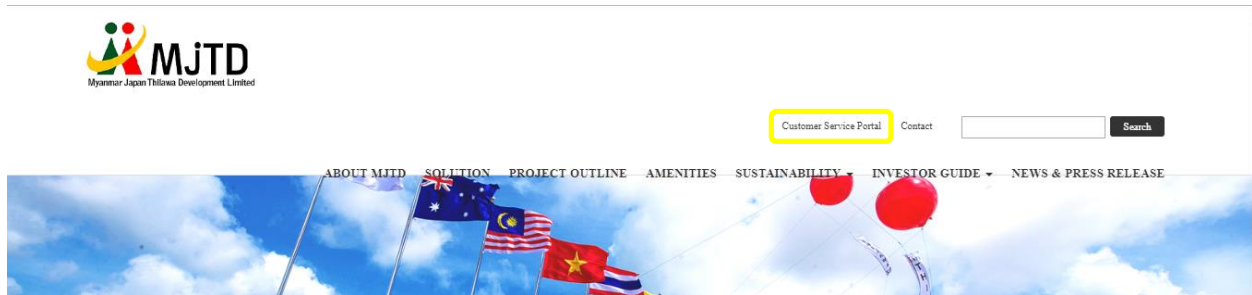 MJTD
Myanmar Japan Thilawa Development Limited
Customer Service Portal Contact Search
ABOUT MJTD SOLUTION PROJECT OUTLINE AMENITIES SUSTAINABILITY INVESTOR GUIDE NEWS & PRESS RELEASE